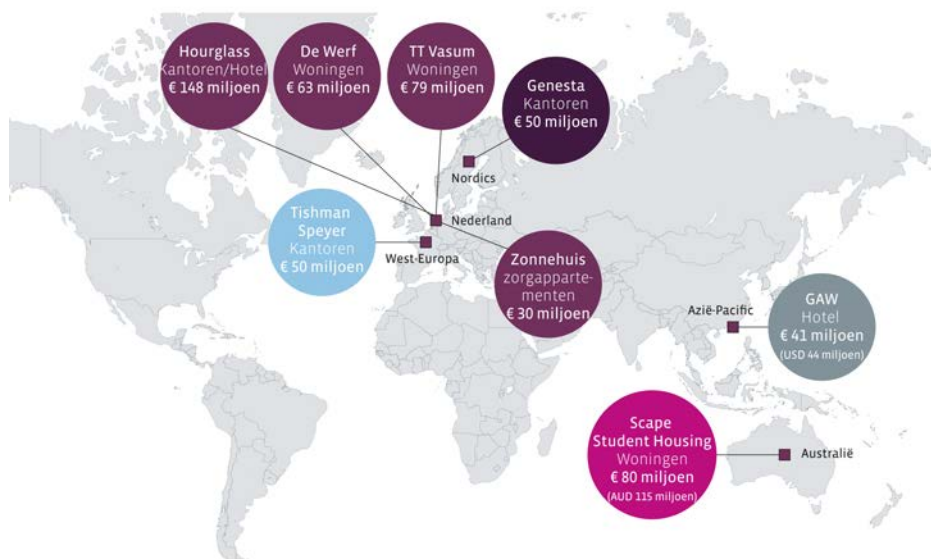 Hourglass
Kantoren/Hotel
€ 148 miljoen
De Werf
Woningen
€ 63 miljoen
TT Vasum
Woningen
€ 79 miljoen
Genesta
Kantoren
€ 50 miljoen
Nordics
Tishman
Speyer
Kantoren
€ 50 miljoen
Nederland
West-Europa
Zonnehuis
zorgapparte-
menten
€ 30 miljoen
Azië-Pacific
GAW
Hotel
€ 41 miljoen
(USD 44 miljoen)
Scape
Student Housing
Woningen
€ 80 miljoen
(AUD 115 miljoen)
Australië